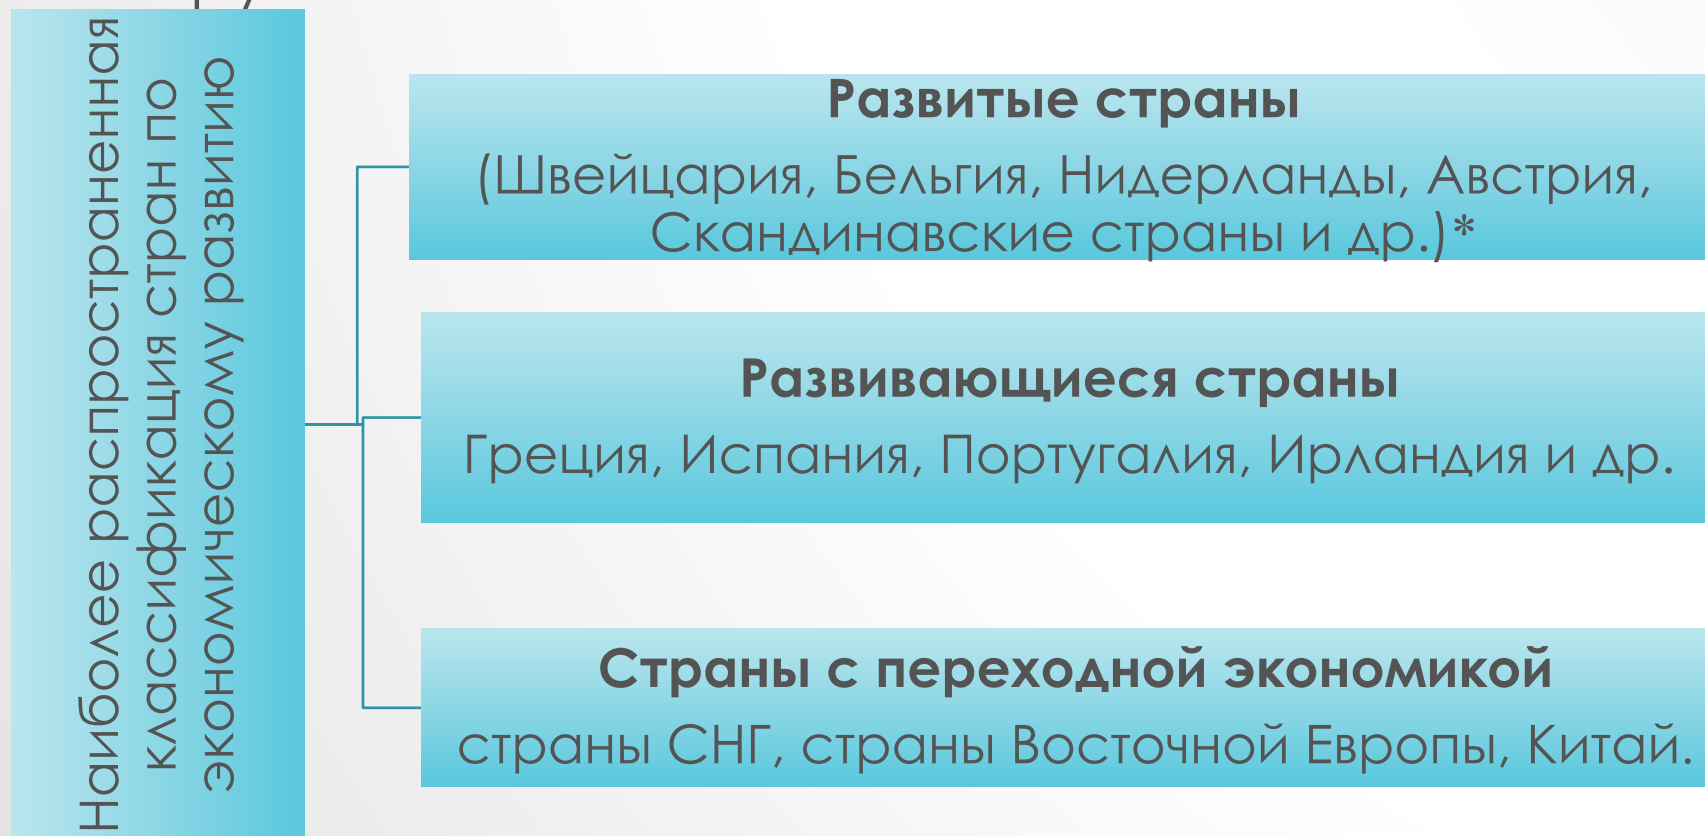 Наиболее распространенная
классификация стран по
экономическому развитию
Развитые страны
(Швейцария, Бельгия, Нидерланды, Австрия,
Скандинавские страны и др.)*
Развивающиеся страны
Греция, Испания, Португалия, Ирландия и др.
Страны с переходной экономикой
страны СНГ, страны Восточной Европы, Китай.